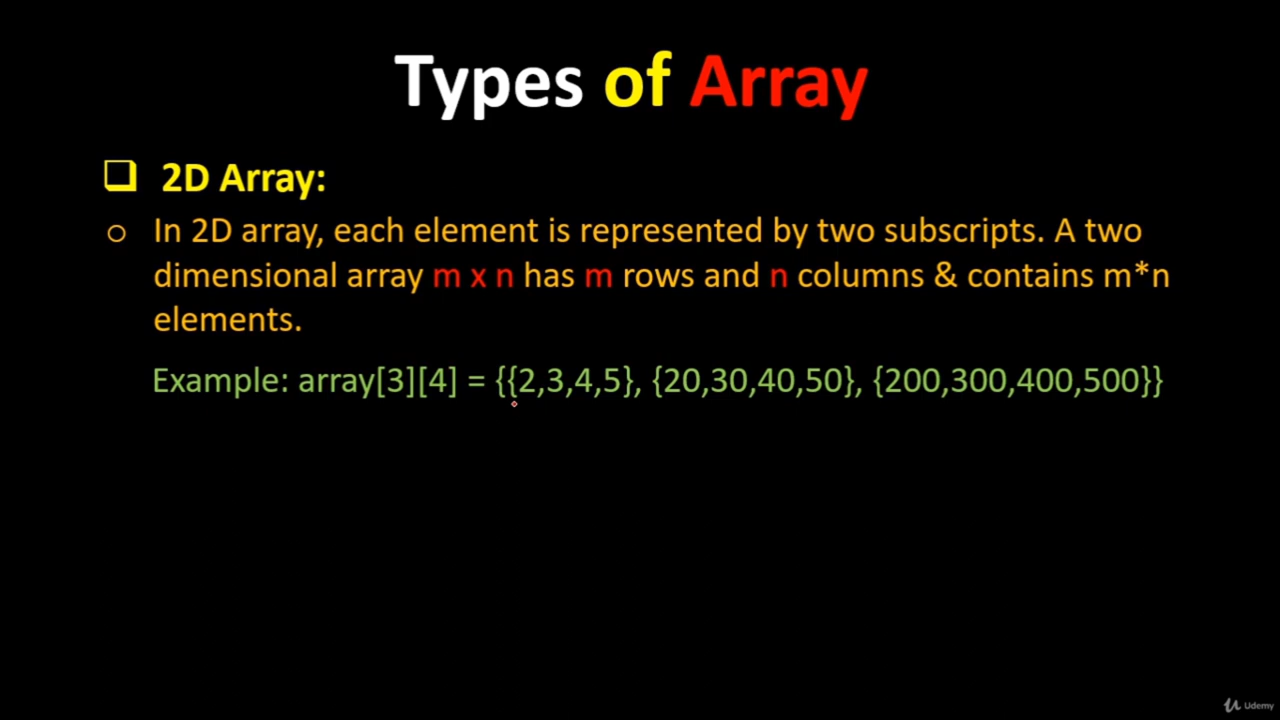 Types of Array
2D Array:
In 2D array, each element is represented by two subscripts. A two
dimensional array m x n has m rows and n columns & contains m*n
elements.
Example: array[3][4] = {{2,3,4,5}, {20,30,40,50}, {200,300,400,500}}
Udemy